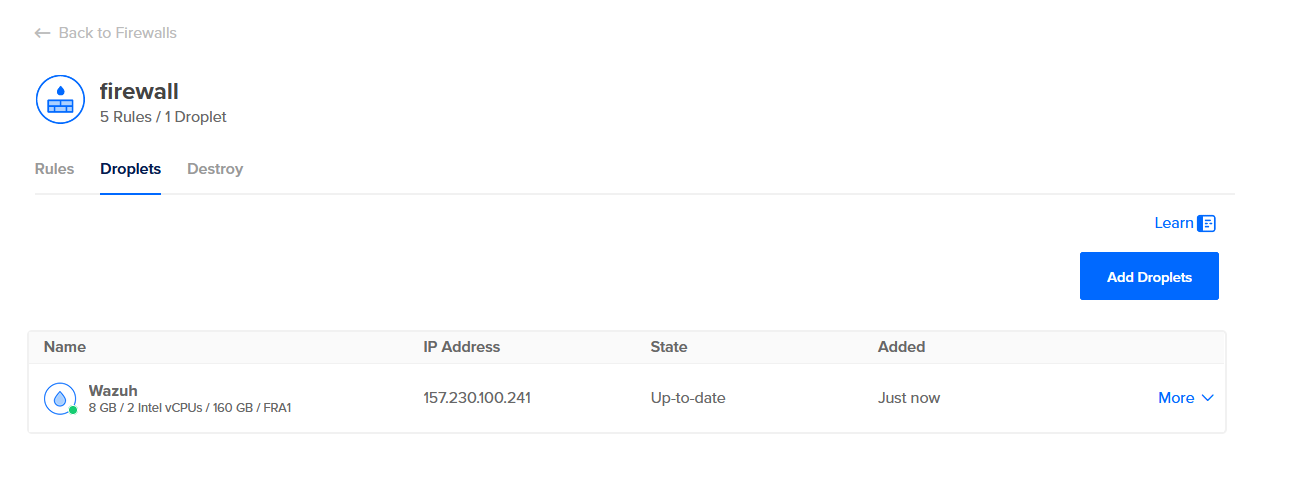 Back to Firewalls
firewall
5 Rules / 1 Droplet
Rules Droplets Destroy
Learn
Add Droplets
Name IP Address State Added
Wazuh
8 GB / 2 Intel vCPUs / 160 GB / FRA1
157.230.100.241 Up-to-date Just now More